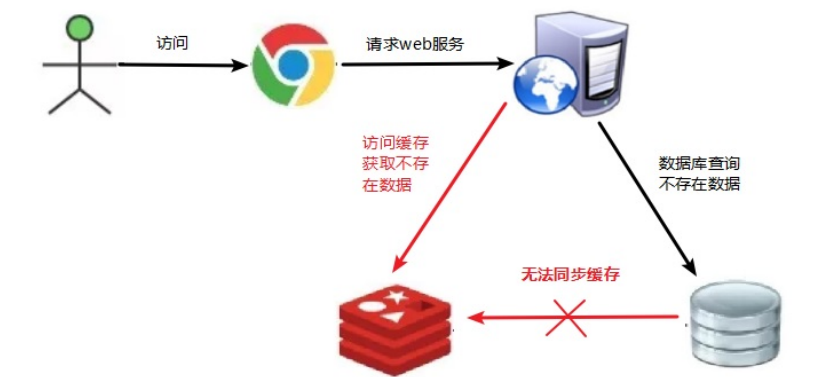 访问
请求web服务
访问缓存
获取不存
在数据
数据库查询
不存在数据
无法同步缓存